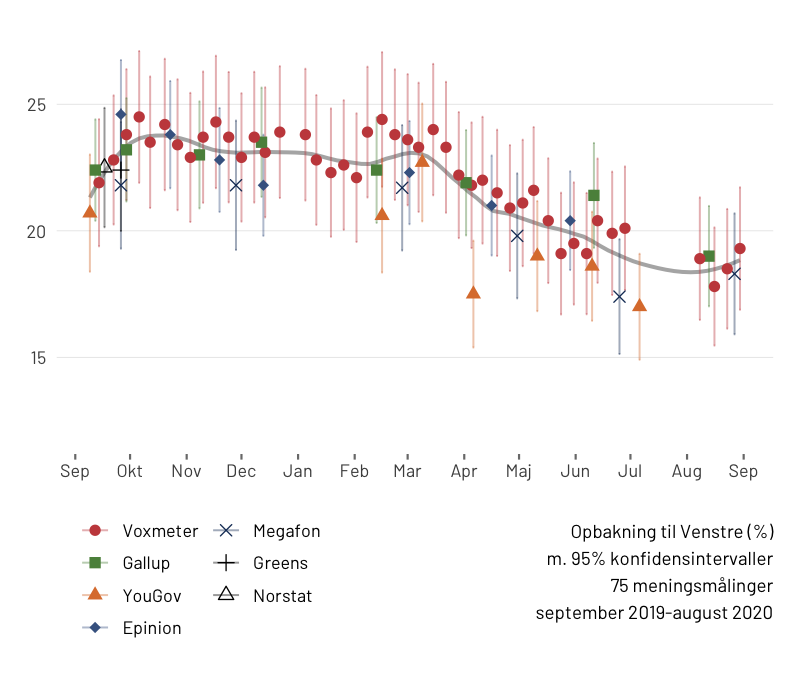 25
20
15
Sep Okt Nov Dec Jan Feb Mar Apr Maj Jun Jul Aug Sep
Voxmeter Megafon
Gallup Greens
YouGov Norstat
Epinion
Opbakning til Venstre (%)
m. 95% konfidensintervaller
75 meningsmålinger
september 2019-august 2020